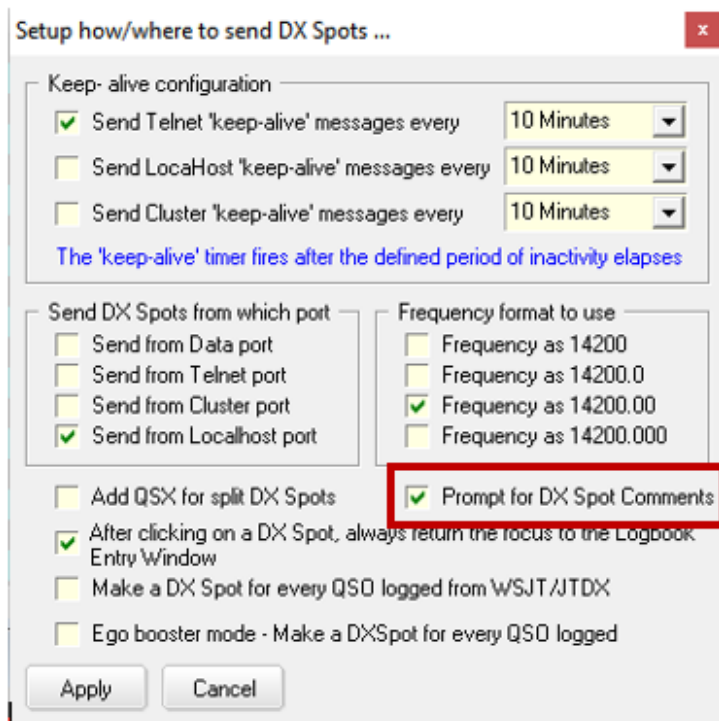 Setup how/where to send DX Spots ...
x
Keep- alive configuration
Send Telnet 'keep-alive' messages every 10 Minutes
Send LocaHost 'keep-alive' messages every 10 Minutes
Send Cluster 'keep-alive' messages every 10 Minutes
The 'keep-alive' timer fires after the defined period of inactivity elapses
Send DX Spots from which port
Send from Data port
Send from Telnet port
Send from Cluster port
Send from Localhost port
Frequency format to use
Frequency as 14200
Frequency as 14200.0
Frequency as 14200.00
Frequency as 14200.000
Add QSX for split DX Spots
Prompt for DX Spot Comments
After clicking on a DX Spot, always return the focus to the Logbook
Entry Window
Make a DX Spot for every QSO logged from WSJT/JTDX
Ego booster mode - Make a DXSpot for every QSO logged
Apply
Cancel